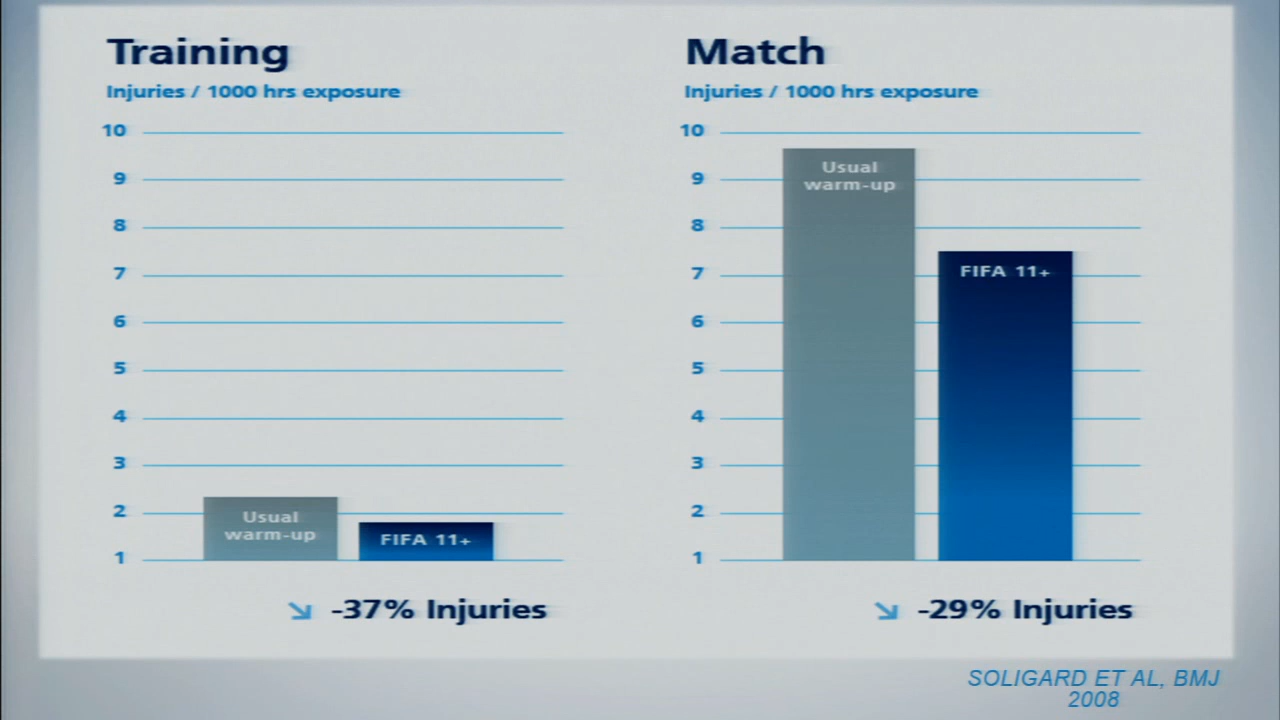 Training
Injuries / 1000 hrs exposure
10
9
8
7
6
5
4
3
2
1
Usual
warm-up
FIFA 11+
-37% Injuries
Match
Injuries / 1000 hrs exposure
10
9
8
7
6
5
4
3
2
1
Usual
warm-up
FIFA 11+
-29% Injuries
SOLIGARD ET AL, BMJ
2008